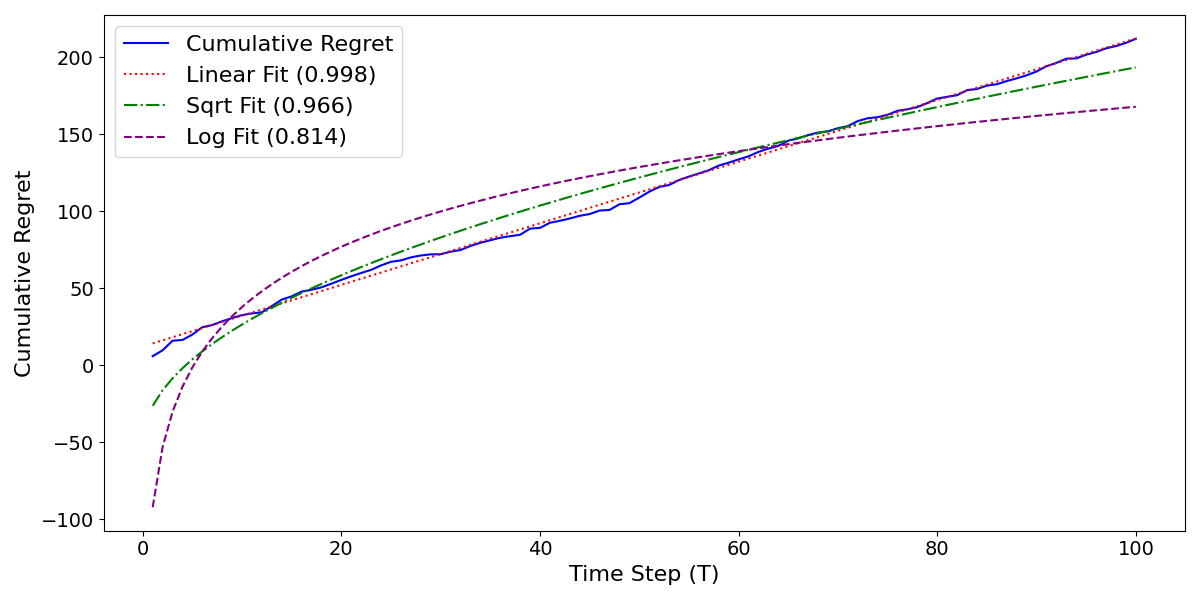 Cumulative Regret
Linear Fit (0.998)
Sqrt Fit (0.966)
Log Fit (0.814)
Cumulative Regret
200
150
100
50
0
−50
−100
0 20 40 60 80 100
Time Step (T)